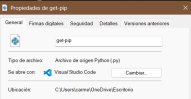 Propiedades de get-pip
General Firmas digitales Seguridad Detalles Versiones anteriores
get-pip
Tipo de archivo: Archivo de origen Python (.py)
Se abre con: Visual Studio Code Cambiar...
Ubicación: C:\Users\carme\OneDrive\Escritorio